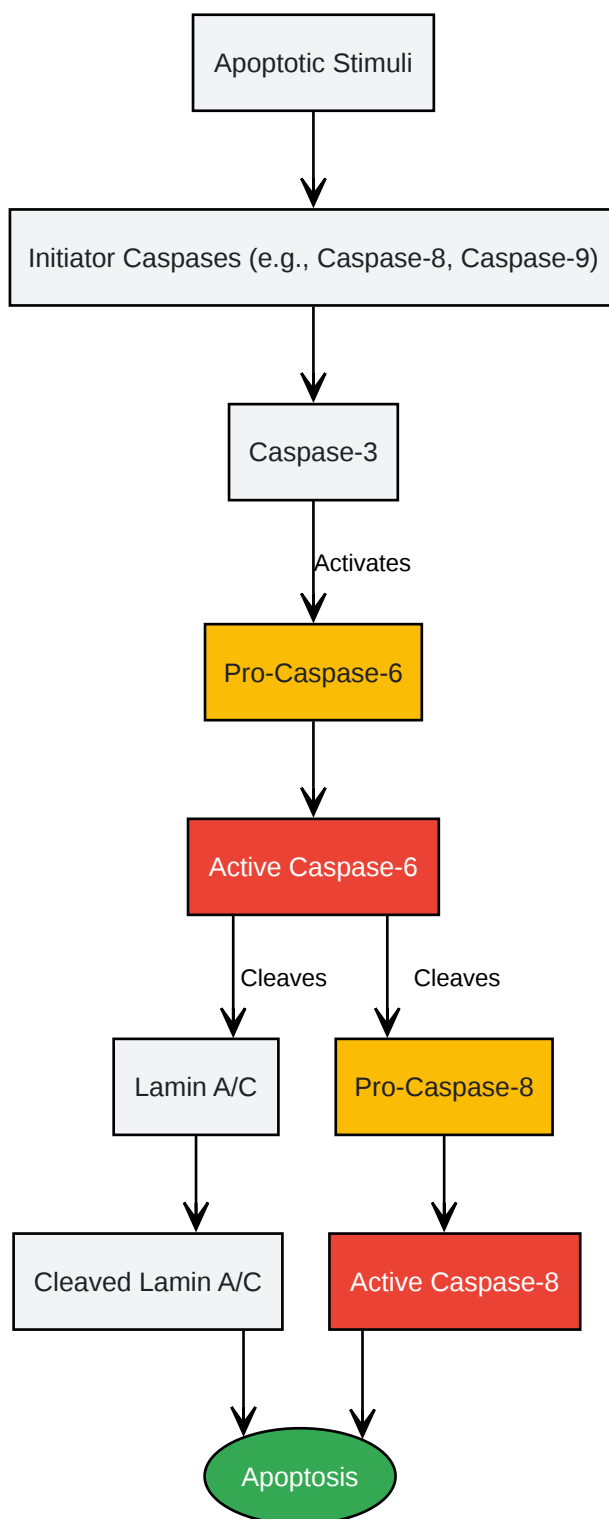 Apoptotic Stimuli
Initiator Caspases (e.g., Caspase-8, Caspase-9)
Caspase-3
Activates
Pro-Caspase-6
Active Caspase-6
Cleaves
Cleaves
Lamin A/C
Pro-Caspase-8
Cleaved Lamin A/C
Active Caspase-8
Apoptosis